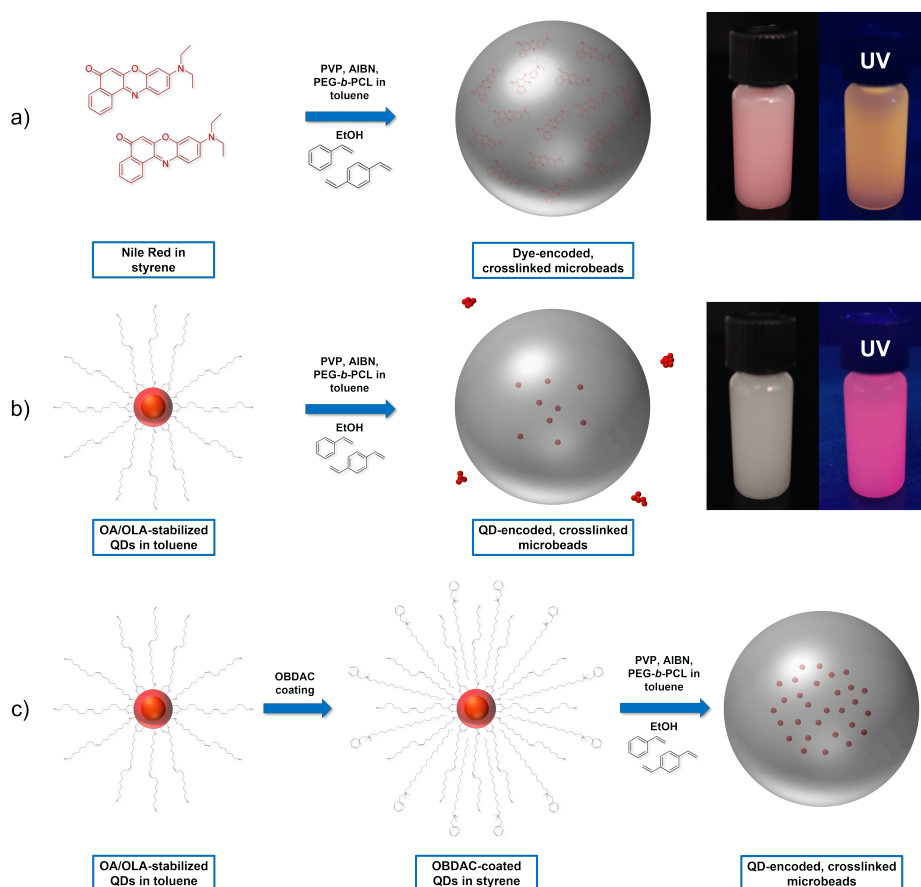 a)
O
O
N
N
O
O
N
N
PVP, AIBN,
PEG-b-PCL in
toluene
EtOH
UV
Nile Red in
styrene
Dye-encoded,
crosslinked microbeads
b)
PVP, AIBN,
PEG-b-PCL in
toluene
EtOH
UV
OA/OLA-stabilized
QDs in toluene
QD-encoded, crosslinked
microbeads
c)
OBDAC
coating
PVP, AIBN,
PEG-b-PCL in
toluene
EtOH
OA/OLA-stabilized
QDs in toluene
OBDAC-coated
QDs in styrene
QD-encoded, crosslinked
microbeads